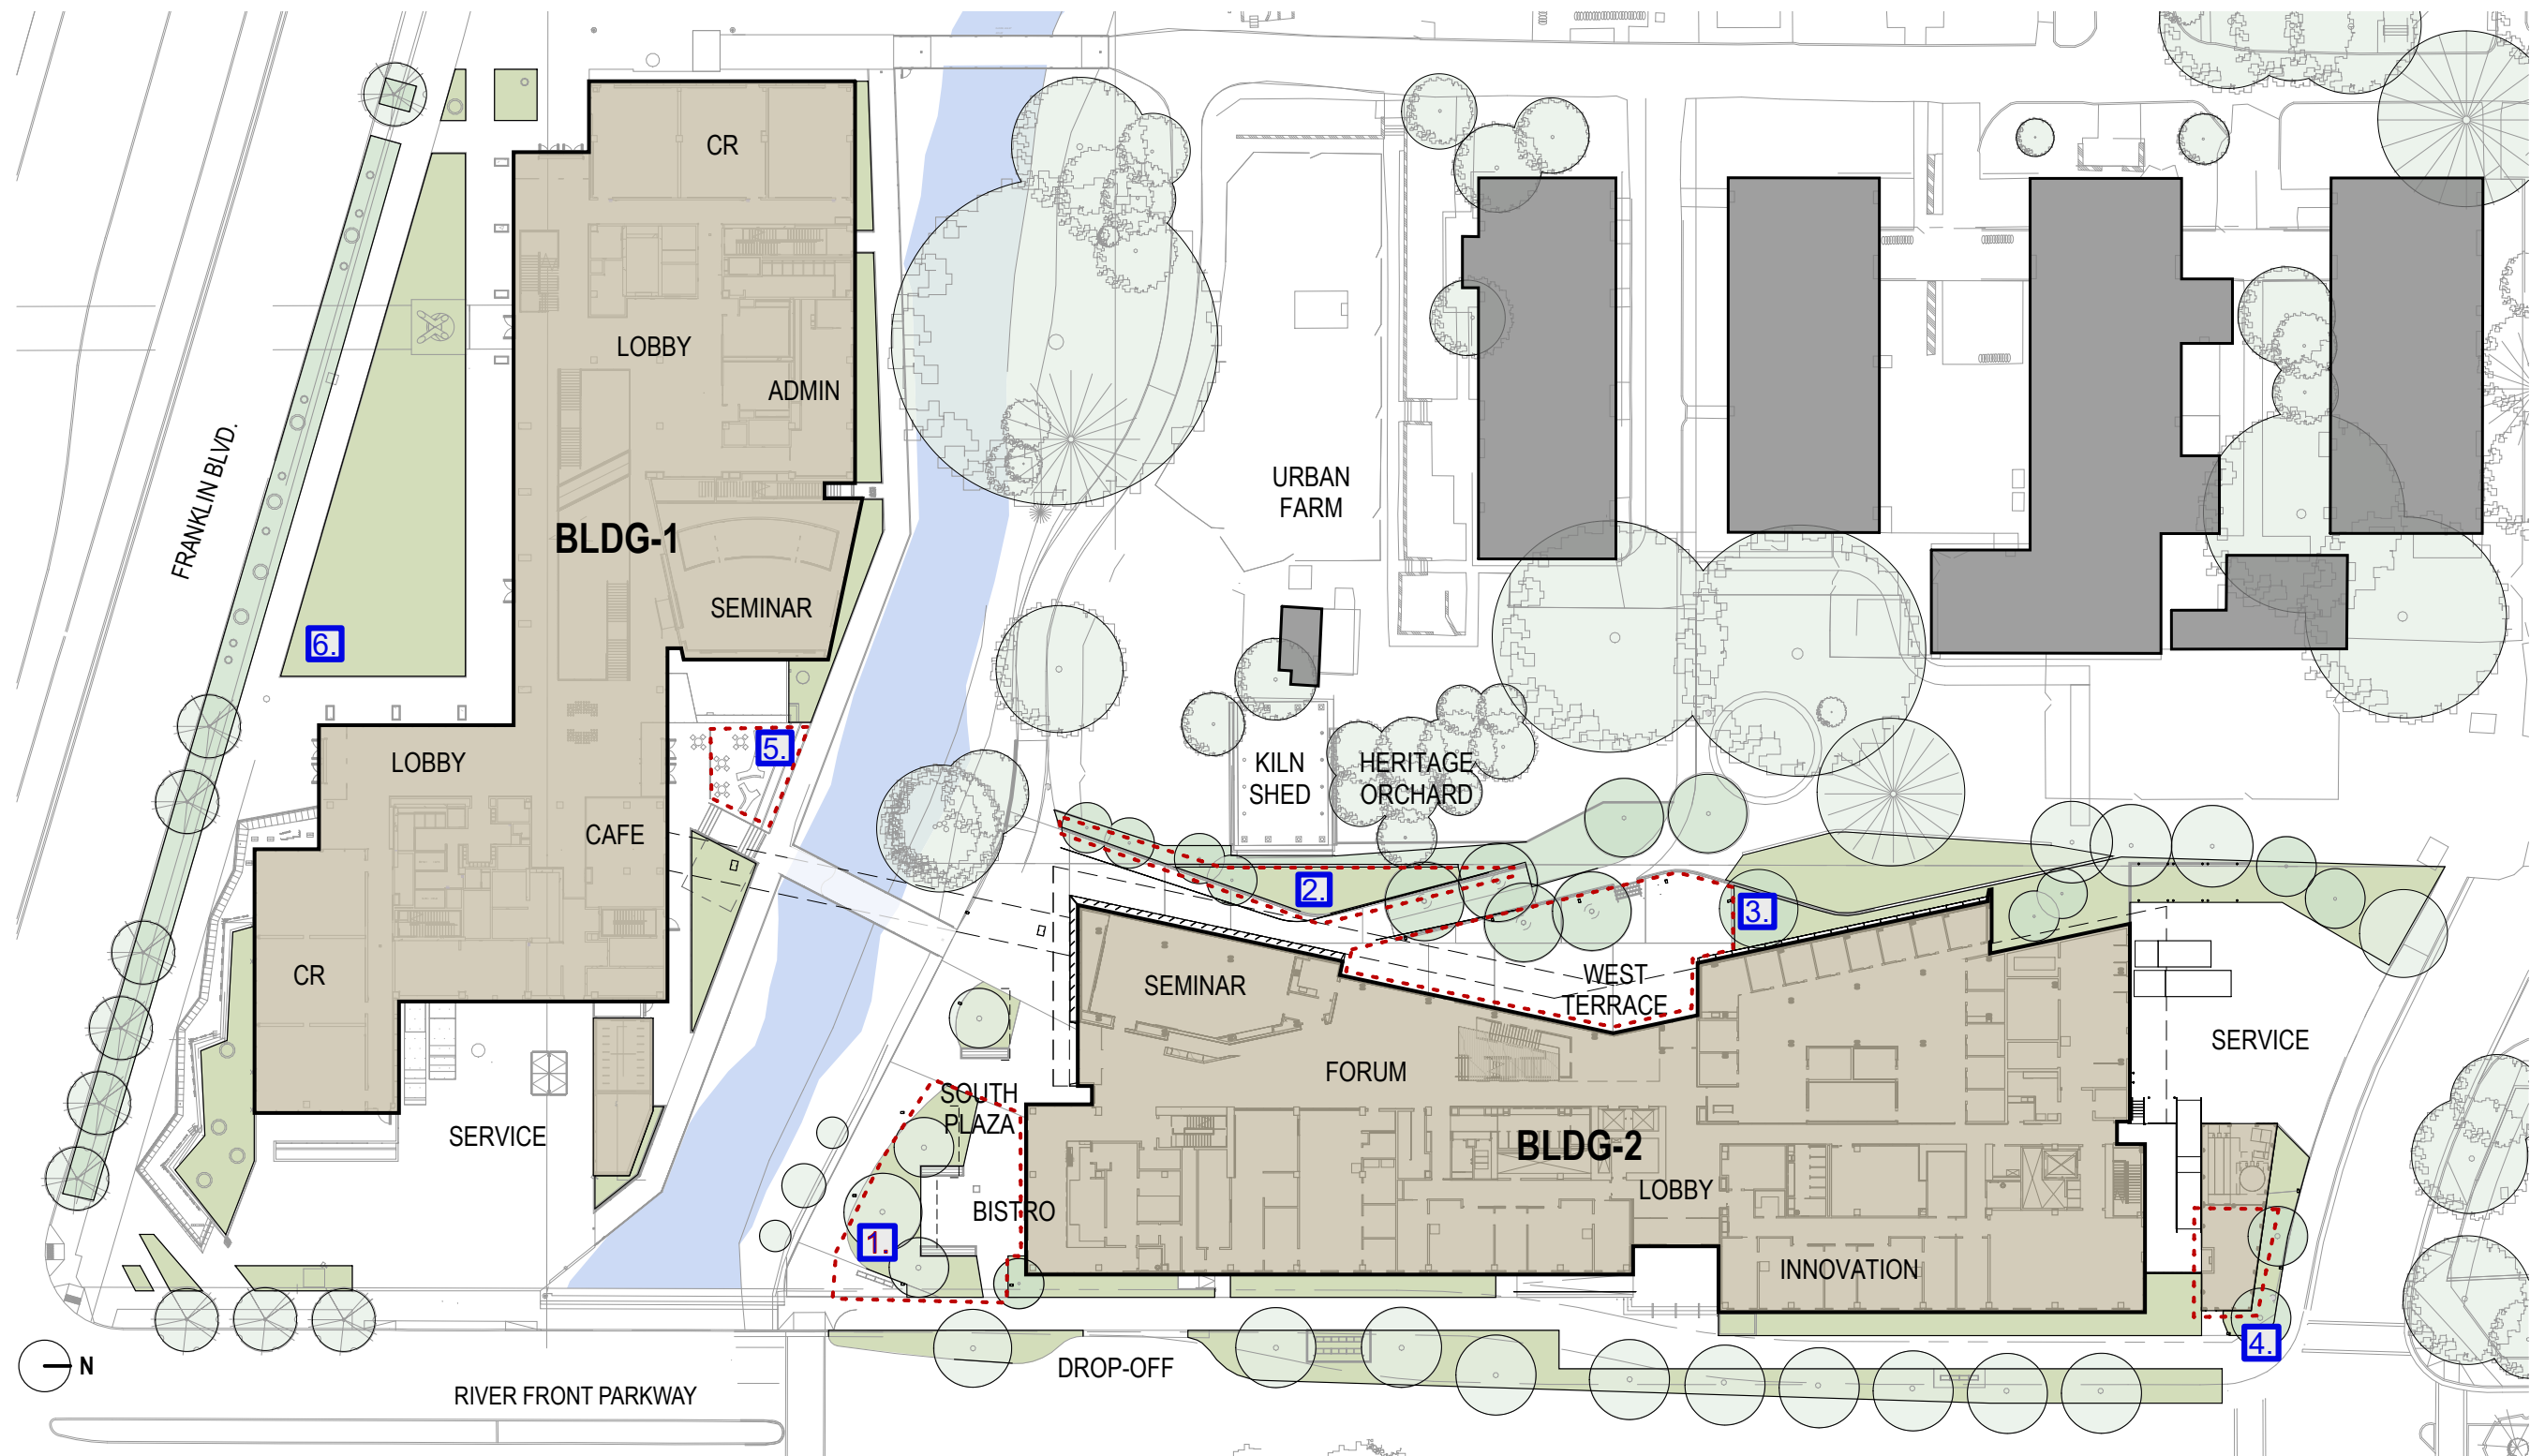 CR
LOBBY
ADMIN
FRANKLIN BLVD.
BLDG-1
SEMINAR
6.
LOBBY
5.
CAFE
CR
SERVICE
URBAN
FARM
KILN
SHED
HERITAGE
ORCHARD
2.
3.
WEST
TERRACE
SEMINAR
FORUM
SERVICE
SOUTH
PLAZA
BLDG-2
BISTRO
LOBBY
1.
INNOVATION
4.
N
DROP-OFF
RIVER FRONT PARKWAY